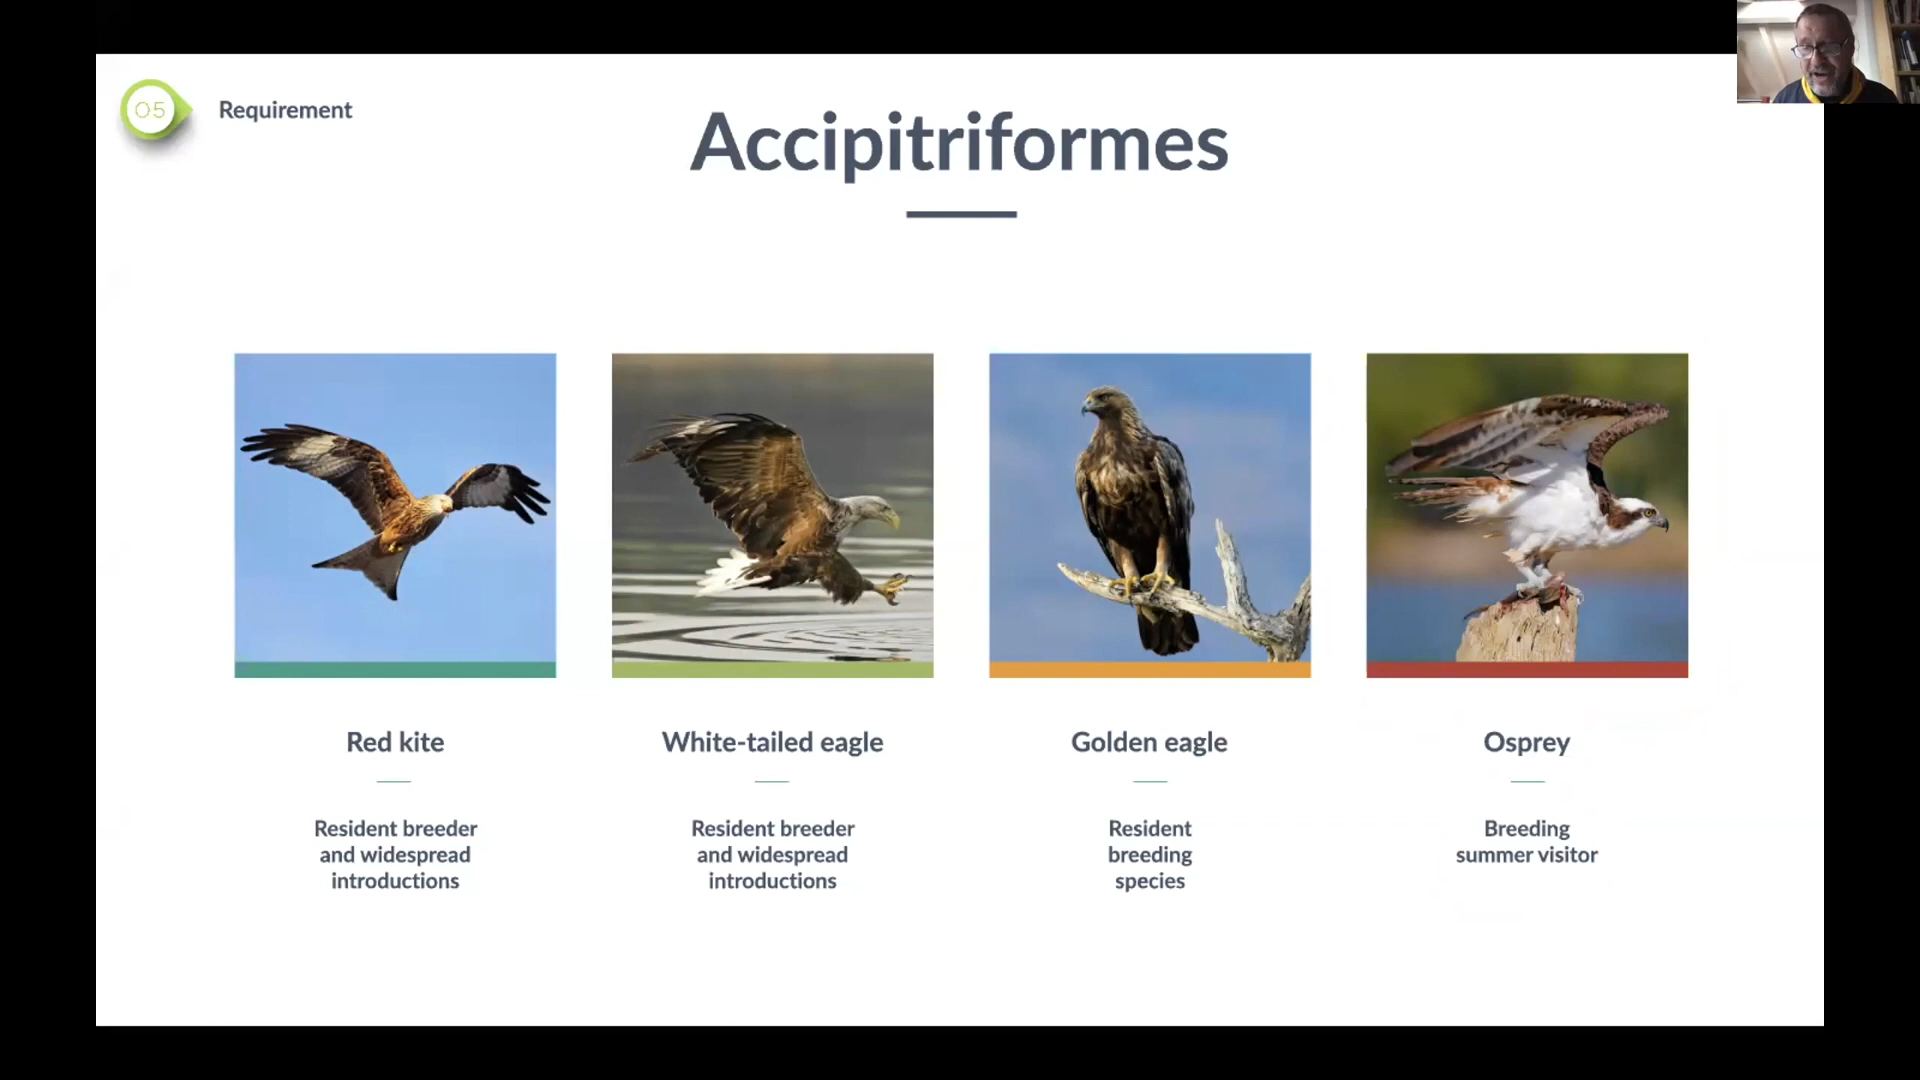 05
Requirement
Accipitriformes
Red kite
Resident breeder
and widespread
introductions
White-tailed eagle
Resident breeder
and widespread
introductions
Golden eagle
Resident
breeding
species
Osprey
Breeding
summer visitor